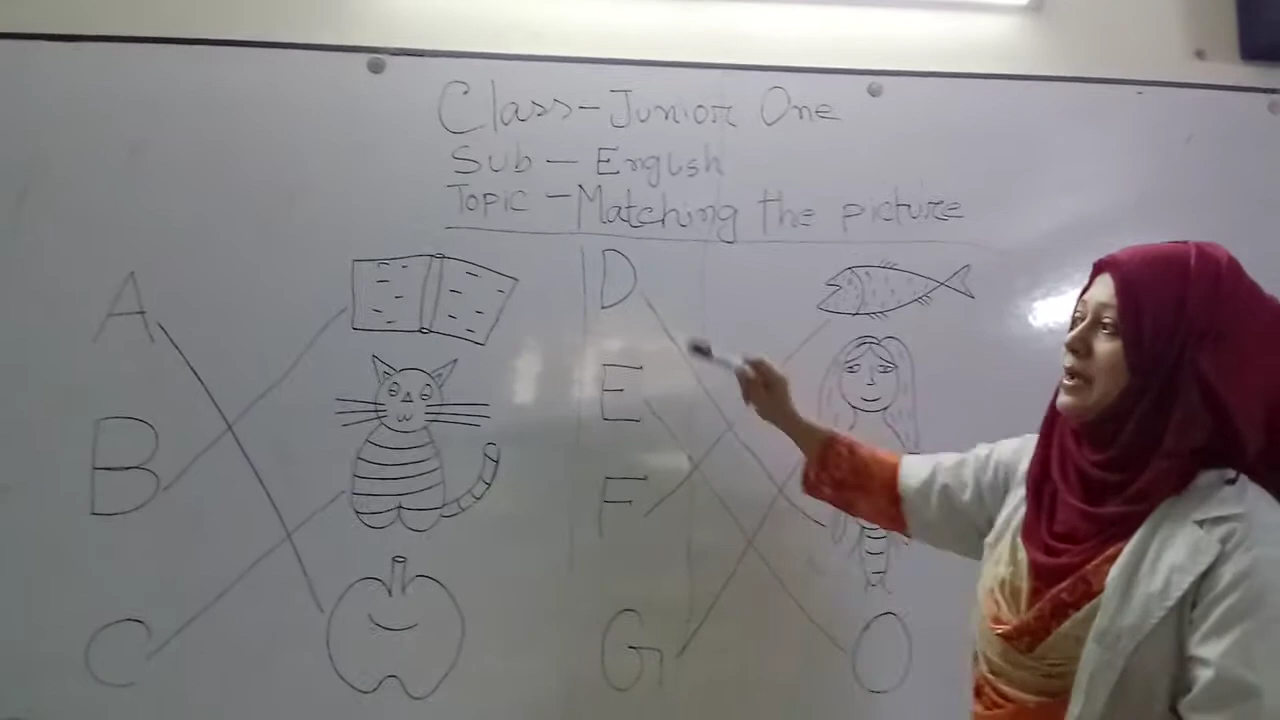 Class-Junior One
Sub - English
Topic - Matching the picture
A
B
C
D
E
F
G